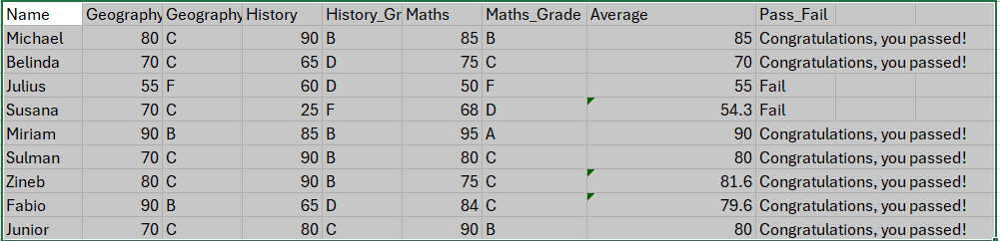 Name Geography Geography History History_Gr Maths Maths_Grade Average Pass_Fail
Michael 80 C 90 B 85 B 85 Congratulations, you passed!
Belinda 70 C 65 D 75 C 70 Congratulations, you passed!
Julius 55 F 60 D 50 F 55 Fail
Susana 70 C 25 F 68 D 54.3 Fail
Miriam 90 B 85 B 95 A 90 Congratulations, you passed!
Sulman 70 C 90 B 80 C 80 Congratulations, you passed!
Zineb 80 C 90 B 75 C 81.6 Congratulations, you passed!
Fabio 90 B 65 D 84 C 79.6 Congratulations, you passed!
Junior 70 C 80 C 90 B 80 Congratulations, you passed!